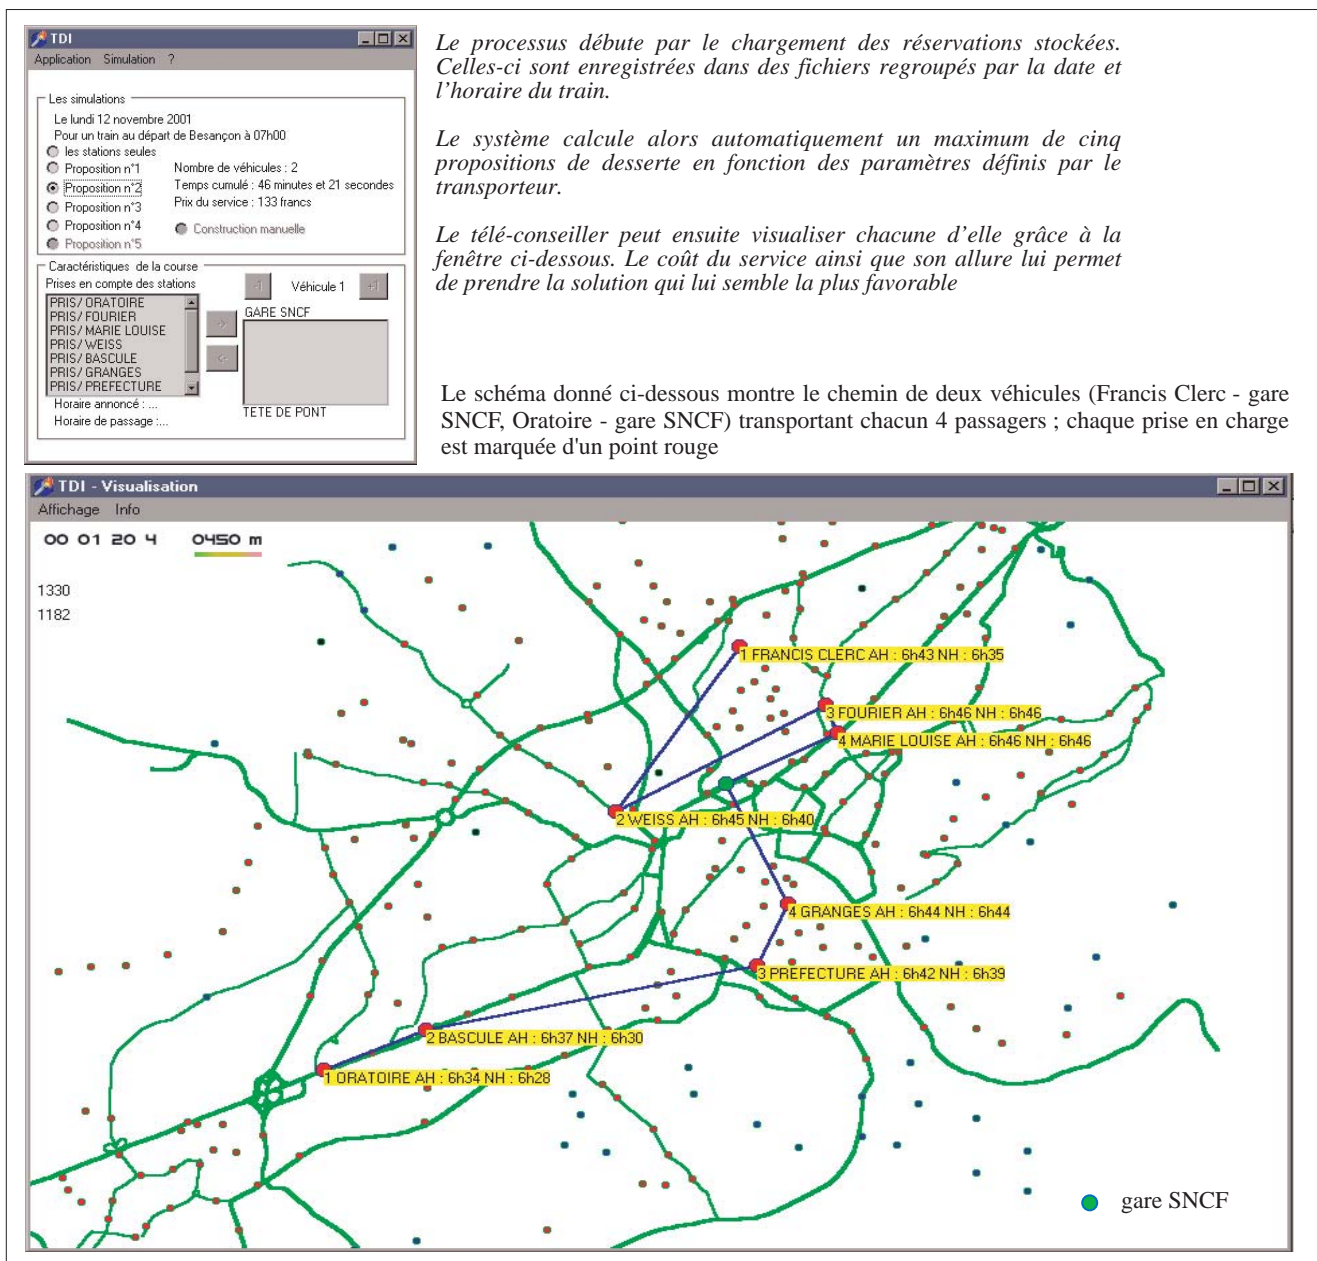 TDI
Application Simulation ?
Les simulations
Le lundi 12 novembre 2001
Pour un train au départ de Besançon à 07h00
les stations seules
Proposition n°1
Nombre de véhicules : 2
Proposition n°2
Temps cumulé : 46 minutes et 21 secondes
Proposition n°3
Prix du service : 133 francs
Proposition n°4
Construction manuelle
Proposition n°5
Caractéristiques de la course
Prises en compte des stations
-1 Véhicule 1 +1
PRIS/ ORATOIRE
PRIS/ FOURIER
PRIS/ MARIE LOUISE
PRIS/ WEISS
PRIS/ BASCULE
PRIS/ GRANGES
PRIS/ PREFECTURE
->
<-
GARE SNCF
TETE DE PONT
Horaire annoncé : ...
Horaire de passage :...
Le processus débute par le chargement des réservations stockées.
Celles-ci sont enregistrées dans des fichiers regroupés par la date et
l'horaire du train.
Le système calcule alors automatiquement un maximum de cinq
propositions de desserte en fonction des paramètres définis par le
transporteur.
Le télé-conseiller peut ensuite visualiser chacune d'elle grâce à la
fenêtre ci-dessous. Le coût du service ainsi que son allure lui permet
de prendre la solution qui lui semble la plus favorable
Le schéma donné ci-dessous montre le chemin de deux véhicules (Francis Clerc - gare
SNCF, Oratoire - gare SNCF) transportant chacun 4 passagers ; chaque prise en charge
est marquée d'un point rouge
TDI - Visualisation
Affichage Info
00 01 20 4 0450 m
1330
1182
1 FRANCIS CLERC AH : 6h43 NH : 6h35
3 FOURIER AH : 6h46 NH : 6h46
4 MARIE LOUISE AH : 6h46 NH : 6h46
2 WEISS AH : 6h45 NH : 6h40
4 GRANGES AH : 6h44 NH : 6h44
3 PREFECTURE AH : 6h42 NH : 6h39
2 BASCULE AH : 6h37 NH : 6h30
1 ORATOIRE AH : 6h34 NH : 6h28
gare SNCF